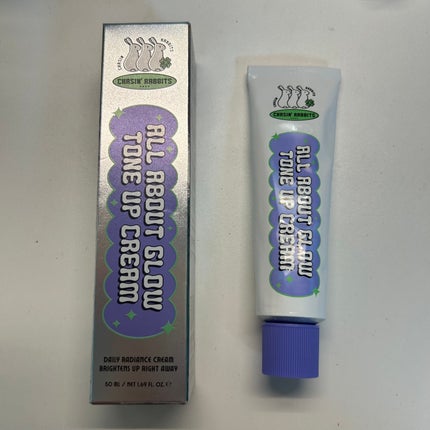 CHASIN' RABBITS
ALL ABOUT GLOW
TONE UP CREAM
DAILY RADIANCE CREAM
BRIGHTENS UP RIGHT AWAY
50 ML / NET 1.69 FL. OZ. ℮
CHASIN' RABBITS
ALL ABOUT GLOW
TONE UP CREAM